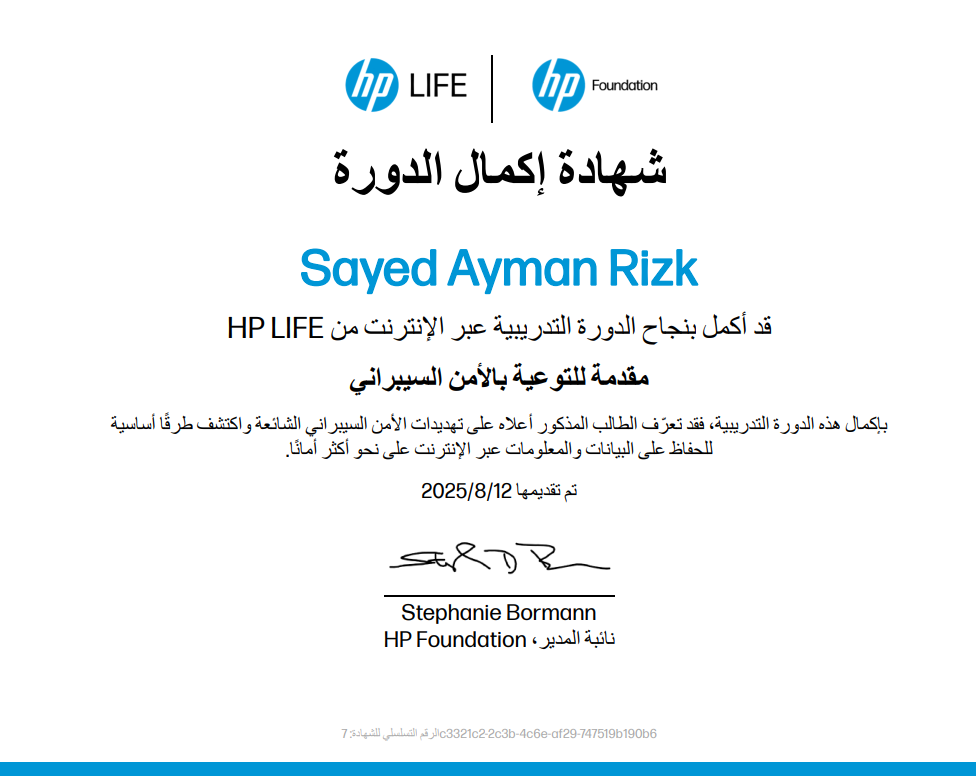 hp LIFE | hp Foundation
شهادة إكمال الدورة
Sayed Ayman Rizk
قد أكمل بنجاح الدورة التدريبية عبر الإنترنت من HP LIFE
مقدمة للتوعية بالأمن السيبراني
بإكمال هذه الدورة التدريبية، فقد تعرّف الطالب المذكور أعلاه على تهديدات الأمن السيبراني الشائعة واكتشف طرقًا أساسية
للحفاظ على البيانات والمعلومات عبر الإنترنت على نحو أكثر أمانًا.
تم تقديمها 2025/8/12
Stephanie Bormann
نائبة المدير، HP Foundation
الرقم التسلسلي للشهادة: 7c3321c2-2c3b-4c6e-af29-747519b190b6